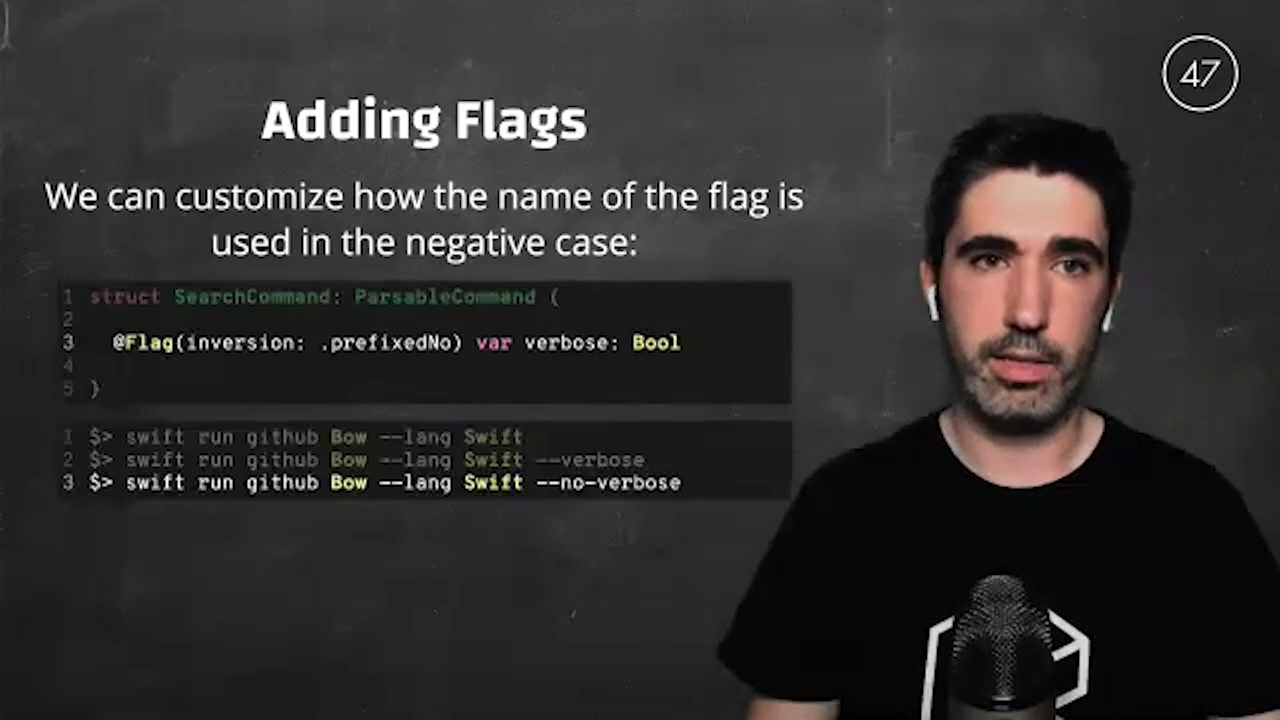 47
Adding Flags
We can customize how the name of the flag is
used in the negative case:
1 struct SearchCommand: ParsableCommand {
2
3 @Flag(inversion: .prefixedNo) var verbose: Bool
4
5 }
1 $> swift run github Bow --lang Swift
2 $> swift run github Bow --lang Swift --verbose
3 $> swift run github Bow --lang Swift --no-verbose